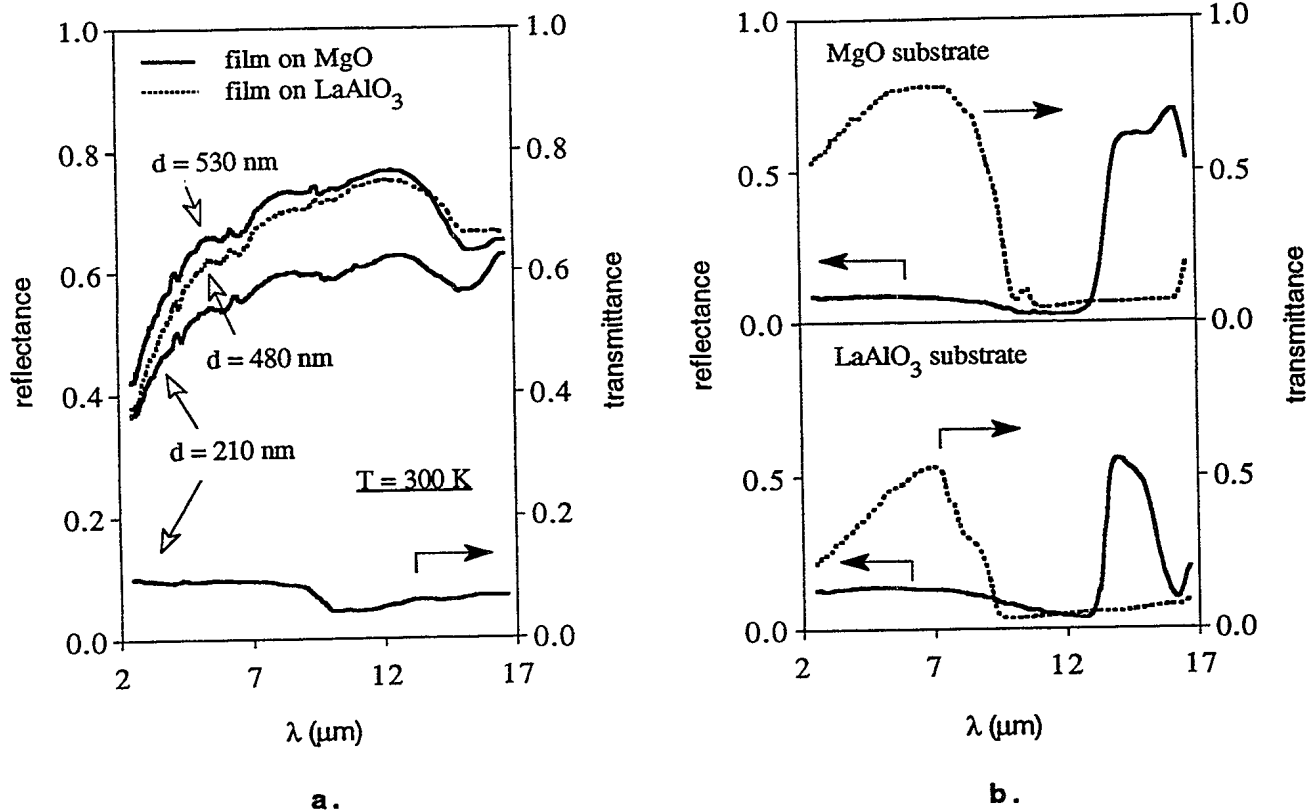 1.0
0.8
0.6
0.4
0.2
0.0
reflectance
film on MgO
film on LaAlO3
d = 530 nm
d = 480 nm
d = 210 nm
T = 300 K
1.0
0.8
0.6
0.4
0.2
0.0
transmittance
2 7 12 17
λ (μm)
a.
1.0
0.5
0.0
0.5
0.0
reflectance
MgO substrate
LaAlO3 substrate
1.0
0.5
0.0
0.5
0.0
transmittance
2 7 12 17
λ (μm)
b.